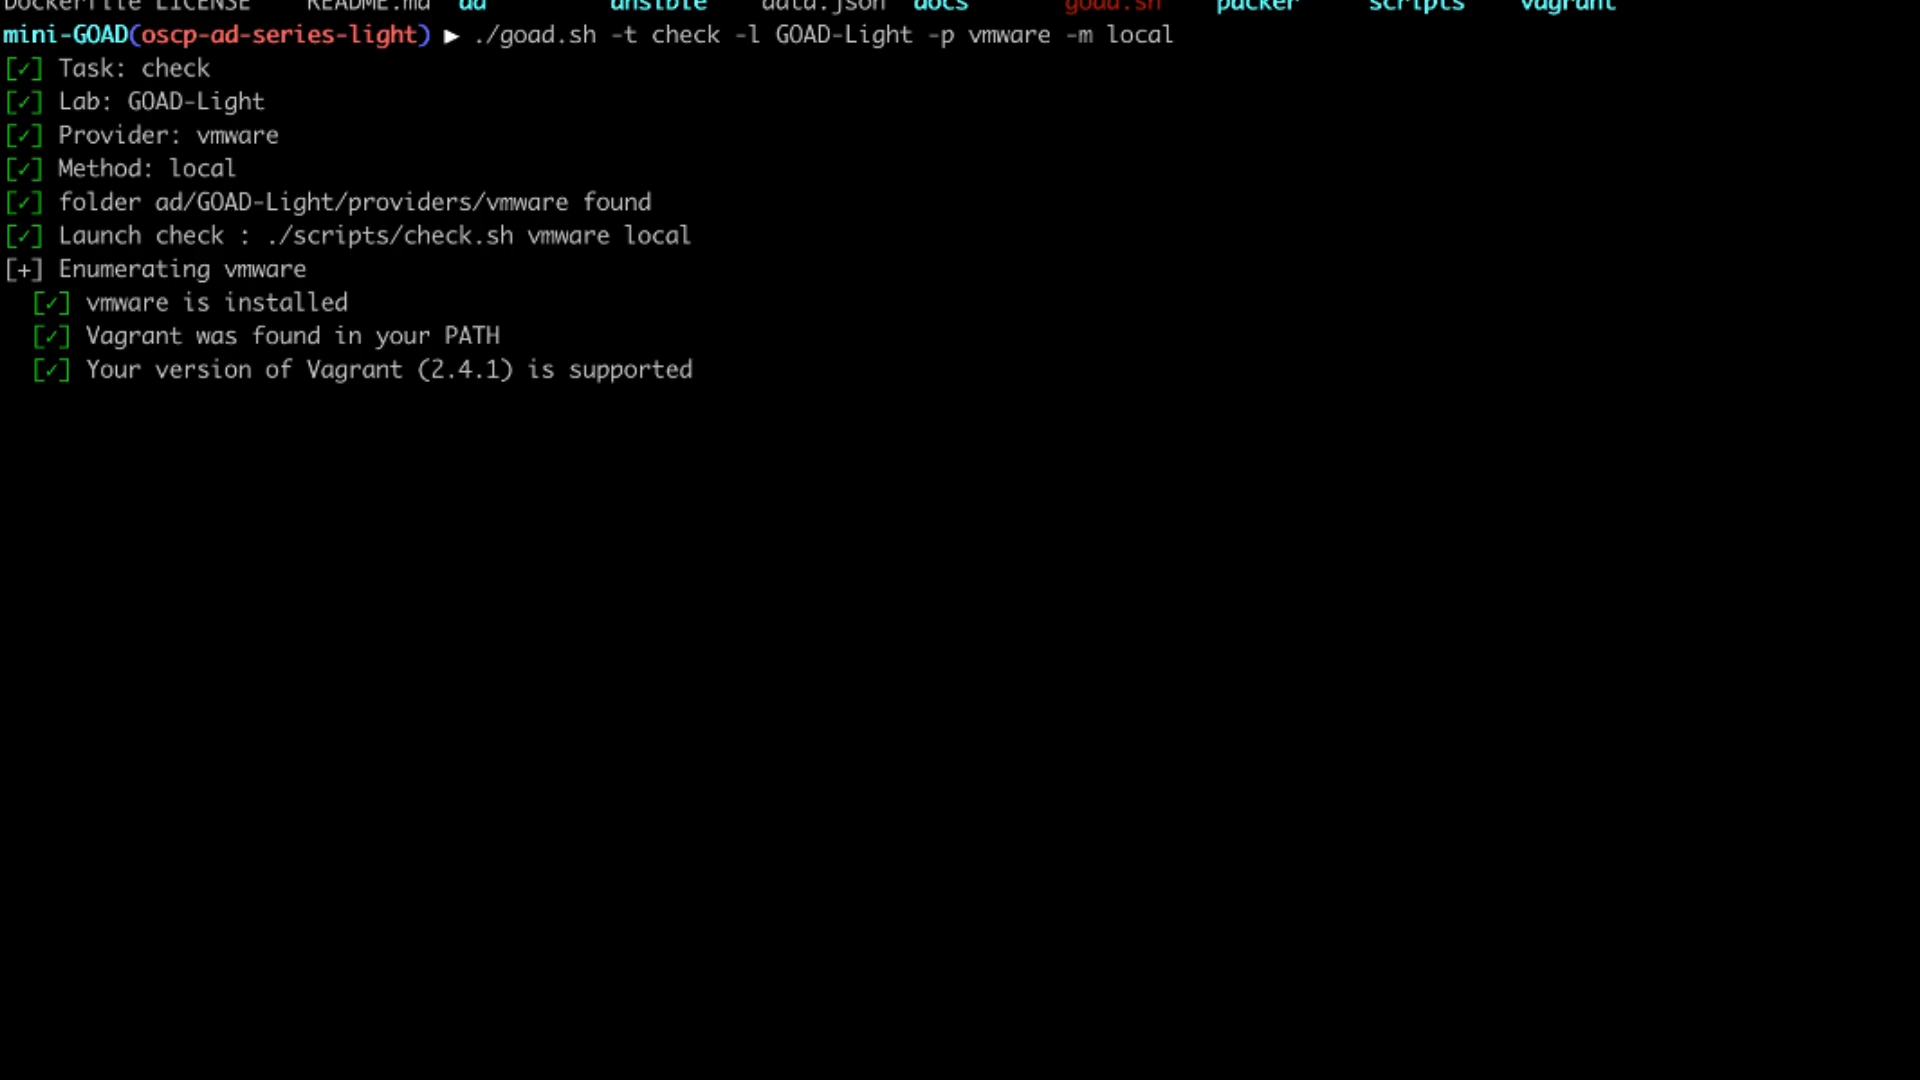 Dockerfile LICENSE README.md ad ansible data.json docs goad.sh packer scripts vagrant
mini-GOAD(oscp-ad-series-light) ► ./goad.sh -t check -l GOAD-Light -p vmware -m local
[✓] Task: check
[✓] Lab: GOAD-Light
[✓] Provider: vmware
[✓] Method: local
[✓] folder ad/GOAD-Light/providers/vmware found
[✓] Launch check : ./scripts/check.sh vmware local
[+] Enumerating vmware
[✓] vmware is installed
[✓] Vagrant was found in your PATH
[✓] Your version of Vagrant (2.4.1) is supported